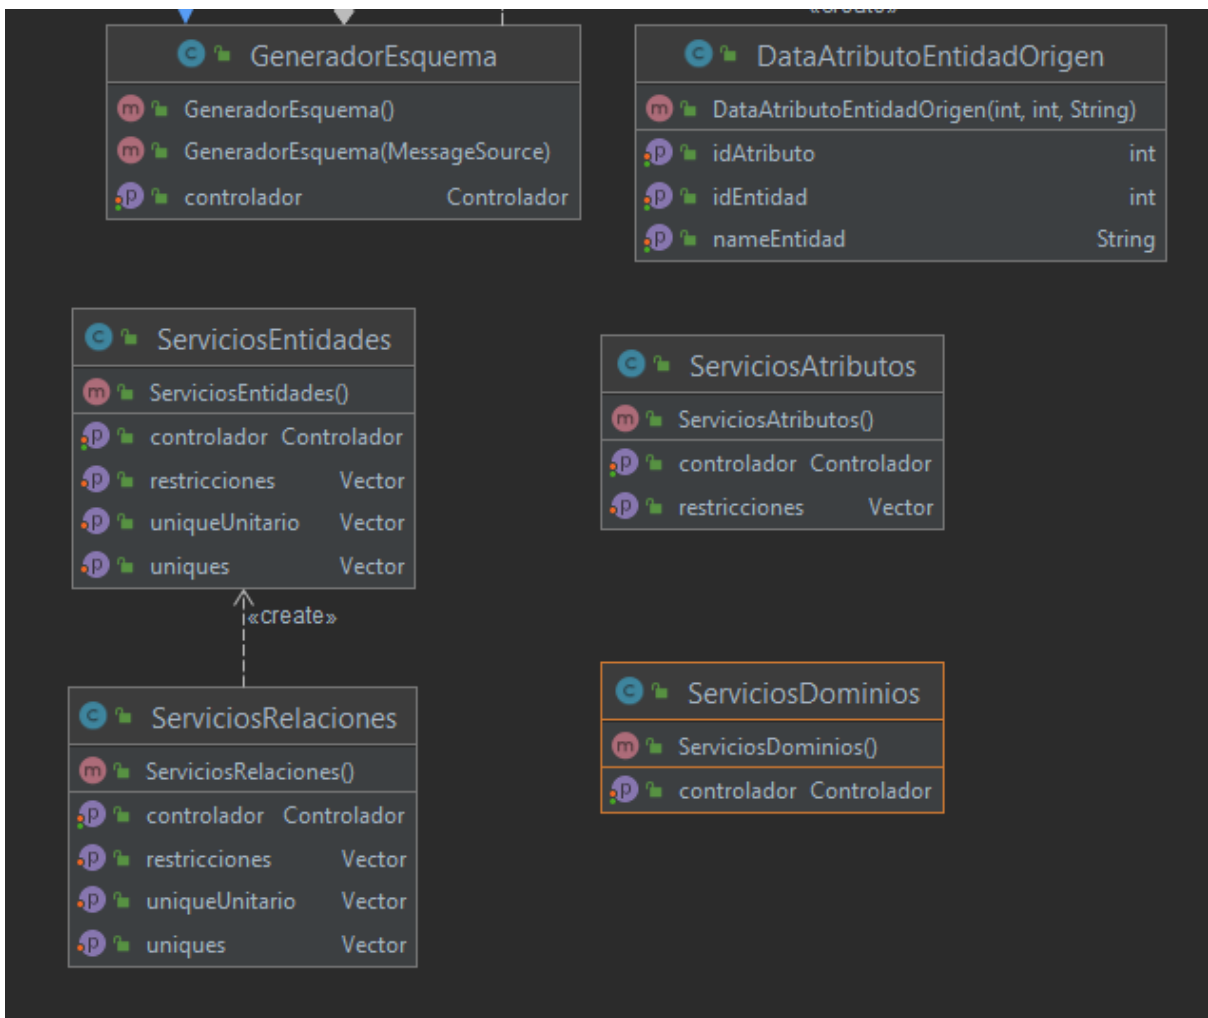 «create»
GeneradorEsquema
GeneradorEsquema()
GeneradorEsquema(MessageSource)
controlador Controlador
DataAtributoEntidadOrigen
DataAtributoEntidadOrigen(int, int, String)
idAtributo int
idEntidad int
nameEntidad String
ServiciosEntidades
ServiciosEntidades()
controlador Controlador
restricciones Vector
uniqueUnitario Vector
uniques Vector
ServiciosAtributos
ServiciosAtributos()
controlador Controlador
restricciones Vector
«create»
ServiciosRelaciones
ServiciosRelaciones()
controlador Controlador
restricciones Vector
uniqueUnitario Vector
uniques Vector
ServiciosDominios
ServiciosDominios()
controlador Controlador